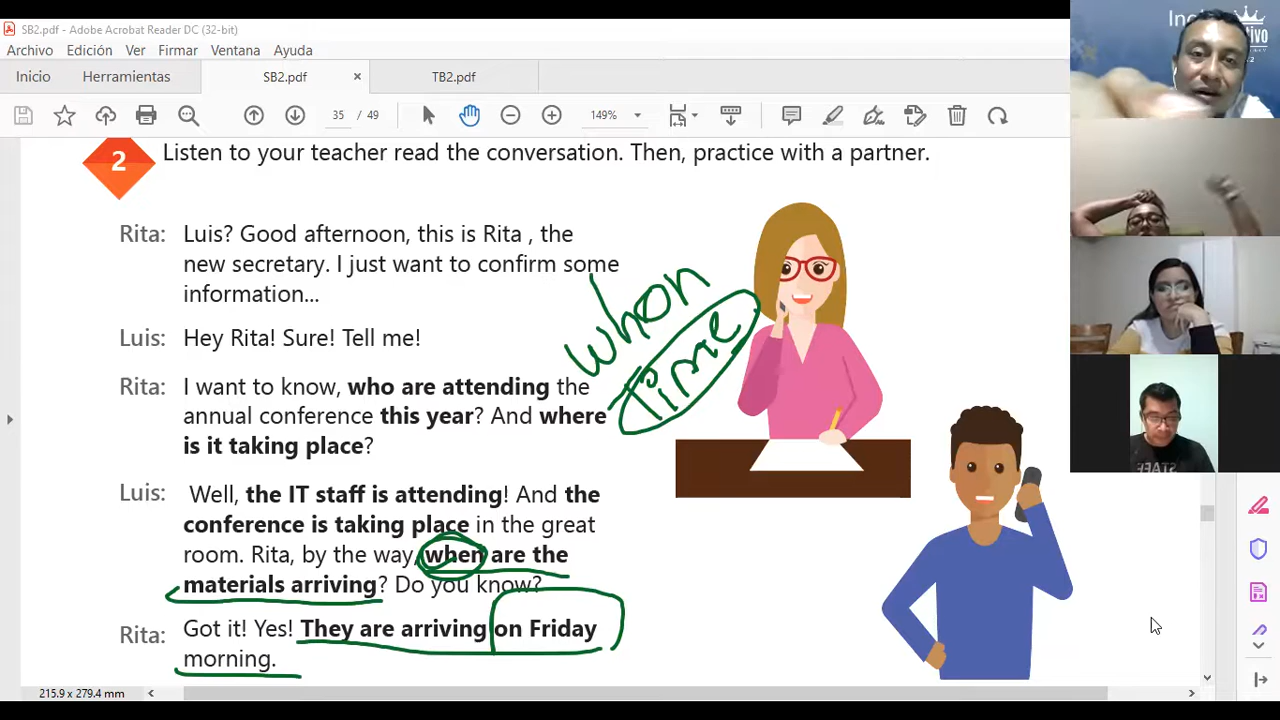 SB2.pdf - Adobe Acrobat Reader DC (32-bit)
Archivo Edición Ver Firmar Ventana Ayuda
Inicio Herramientas SB2.pdf × TB2.pdf
35 / 49 149%
2 Listen to your teacher read the conversation. Then, practice with a partner.
Rita: Luis? Good afternoon, this is Rita , the
new secretary. I just want to confirm some
information...
Luis: Hey Rita! Sure! Tell me!
Rita: I want to know, who are attending the
annual conference this year? And where
is it taking place?
Luis: Well, the IT staff is attending! And the
conference is taking place in the great
room. Rita, by the way, when are the
materials arriving? Do you know?
Rita: Got it! Yes! They are arriving on Friday
morning.
when
time
STAFF
215.9 x 279.4 mm